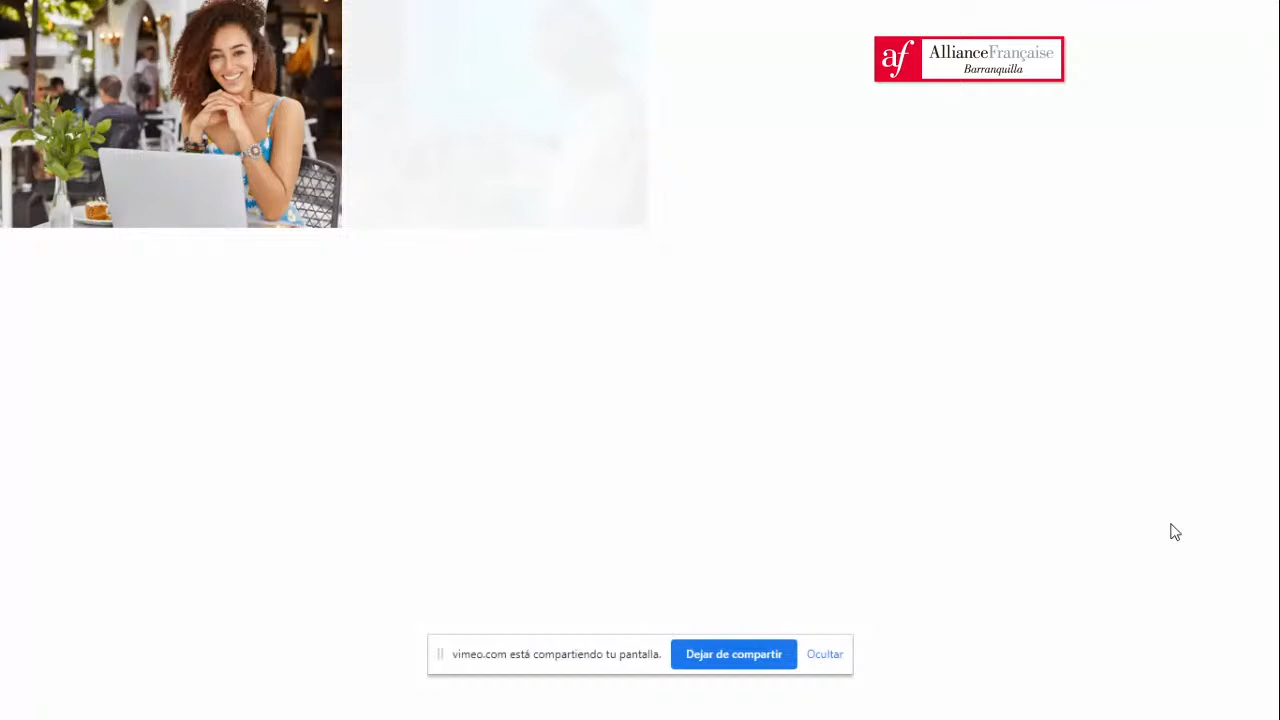 af AllianceFrançaise
Barranquilla
vimeo.com está compartiendo tu pantalla. Dejar de compartir Ocultar